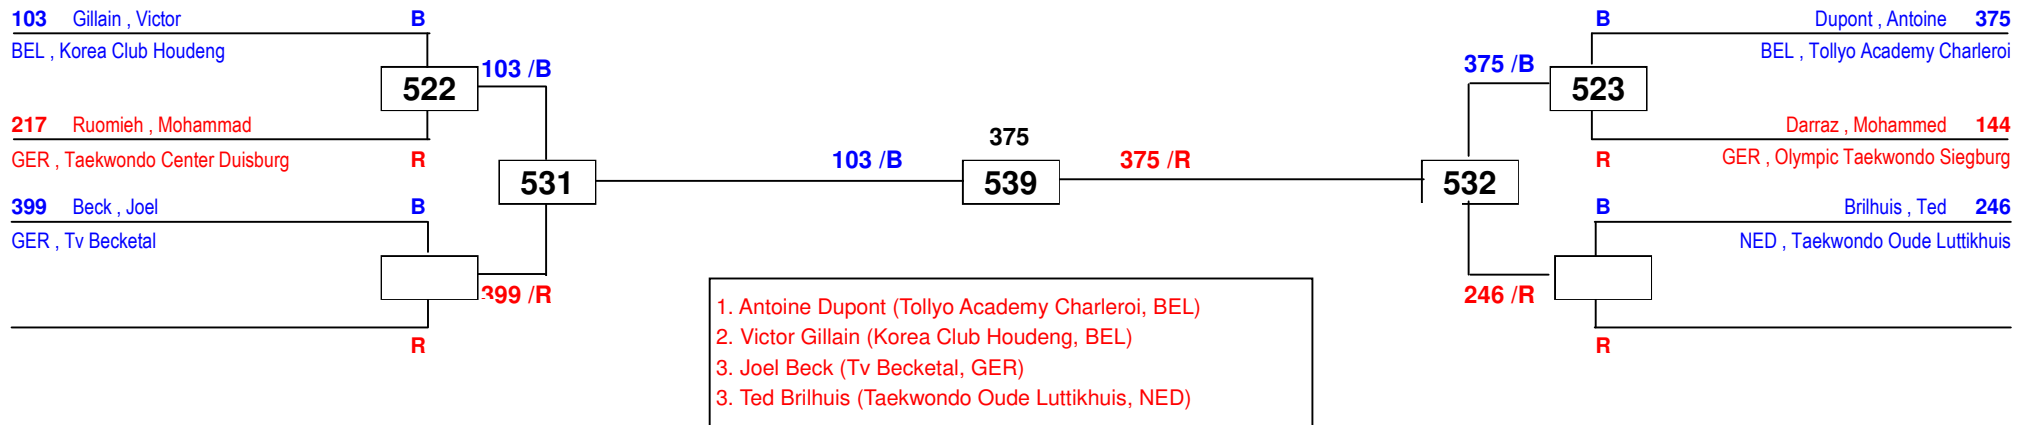 103 Gillain , Victor B
BEL , Korea Club Houdeng
522
103 /B
217 Ruomieh , Mohammad
GER , Taekwondo Center Duisburg R
531
399 Beck , Joel B
GER , Tv Becketal
399 /R
R
103 /B
375
539
375 /R
1. Antoine Dupont (Tollyo Academy Charleroi, BEL)
2. Victor Gillain (Korea Club Houdeng, BEL)
3. Joel Beck (Tv Becketal, GER)
3. Ted Brilhuis (Taekwondo Oude Luttikhuis, NED)
B Dupont , Antoine 375
BEL , Tollyo Academy Charleroi
375 /B
523
Darraz , Mohammed 144
R GER , Olympic Taekwondo Siegburg
532
B Brilhuis , Ted 246
NED , Taekwondo Oude Luttikhuis
246 /R
R